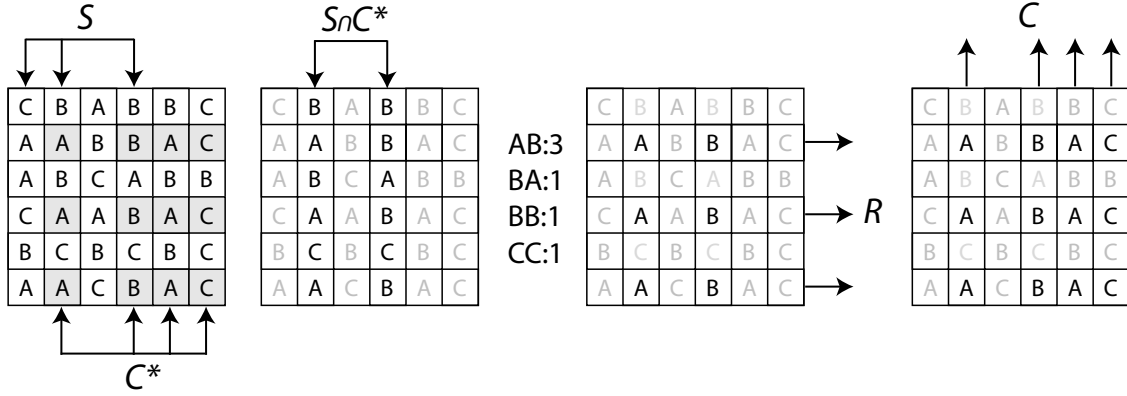 S
C B A B B C
A A B B A C
A B C A B B
C A A B A C
B C B C B C
A A C B A C
C*
S∩C*
C B A B B C
A A B B A C
A B C A B B
C A A B A C
B C B C B C
A A C B A C
AB:3
BA:1
BB:1
CC:1
C B A B B C
A A B B A C
A B C A B B
C A A B A C
B C B C B C
A A C B A C
R
C
C B A B B C
A A B B A C
A B C A B B
C A A B A C
B C B C B C
A A C B A C